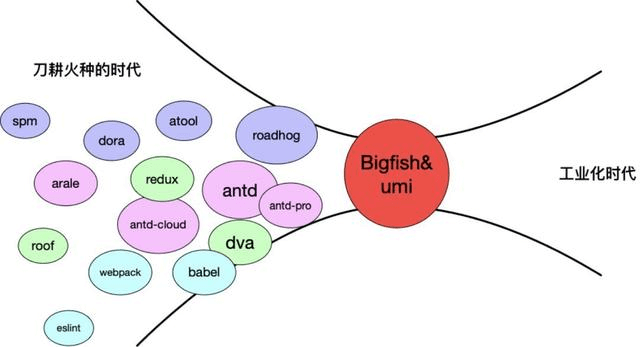 刀耕火种的时代
spm
dora
atool
roadhog
arale
redux
antd
antd-pro
antd-cloud
roof
dva
webpack
babel
eslint
Bigfish&
umi
工业化时代